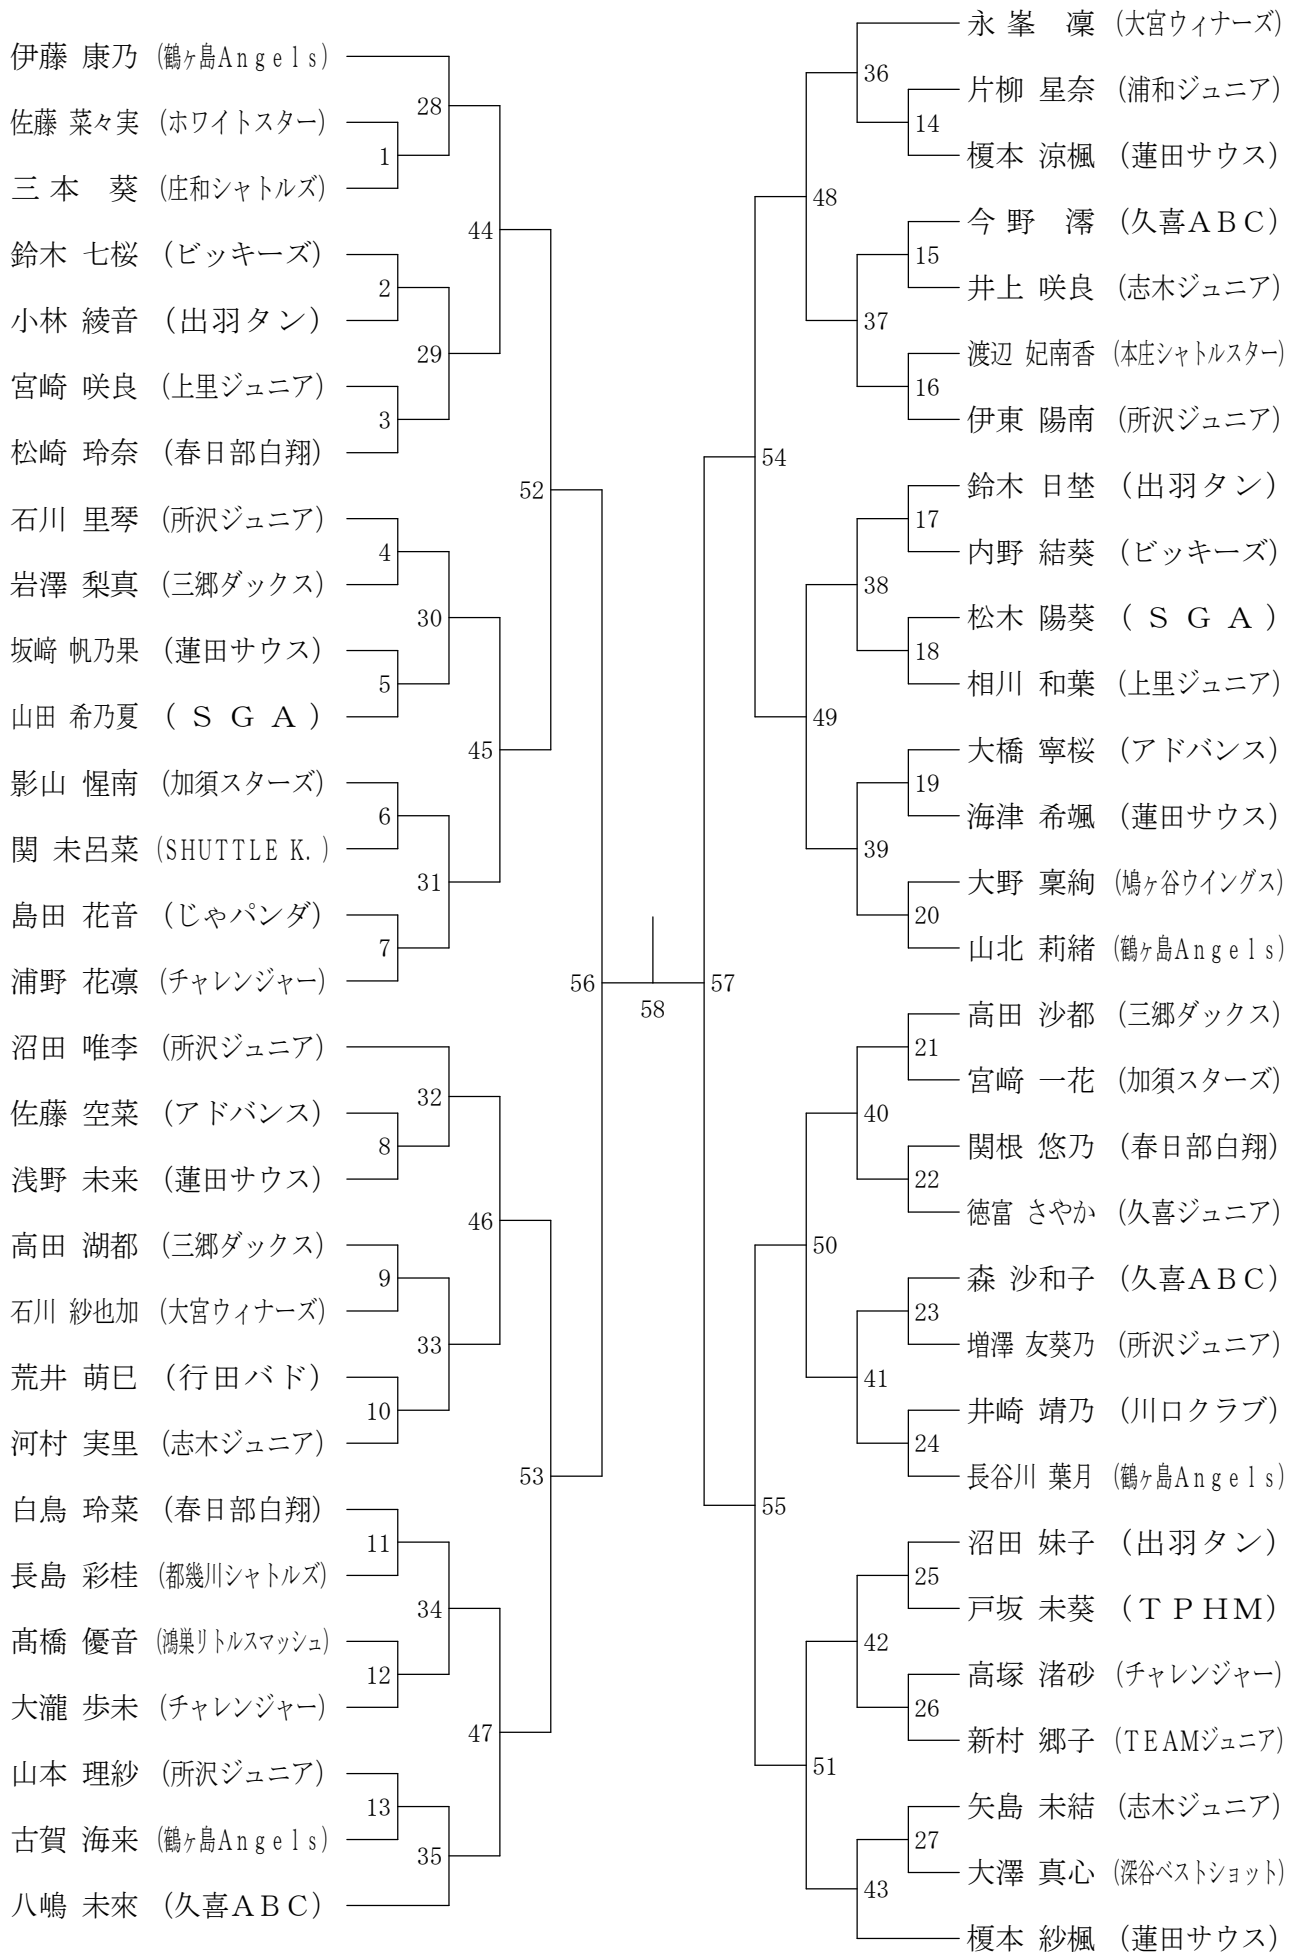 伊藤 康乃 (鶴ヶ島Angels)
28
佐藤 菜々実 (ホワイトスター)
1
三本 葵 (庄和シャトルズ)
44
鈴木 七桜 (ビッキーズ)
2
小林 綾音 (出羽タン)
29
宮崎 咲良 (上里ジュニア)
3
松崎 玲奈 (春日部白翔)
52
石川 里琴 (所沢ジュニア)
4
岩澤 梨真 (三郷ダックス)
30
坂﨑 帆乃果 (蓮田サウス)
5
山田 希乃夏 (SGA)
45
影山 惺南 (加須スターズ)
6
関 未呂菜 (SHUTTLE K.)
31
島田 花音 (じゃパンダ)
7
浦野 花凛 (チャレンジャー)
56
沼田 唯李 (所沢ジュニア)
32
佐藤 空菜 (アドバンス)
8
浅野 未来 (蓮田サウス)
46
高田 湖都 (三郷ダックス)
9
石川 紗也加 (大宮ウィナーズ)
33
荒井 萌巳 (行田バド)
10
河村 実里 (志木ジュニア)
53
白鳥 玲菜 (春日部白翔)
11
長島 彩桂 (都幾川シャトルズ)
34
髙橋 優音 (鴻巣リトルスマッシュ)
12
大瀧 歩未 (チャレンジャー)
47
山本 理紗 (所沢ジュニア)
13
古賀 海来 (鶴ヶ島Angels)
35
八嶋 未來 (久喜ABC)
58
永峯 凜 (大宮ウィナーズ)
36
片柳 星奈 (浦和ジュニア)
14
榎本 涼楓 (蓮田サウス)
48
今野 澪 (久喜ABC)
15
井上 咲良 (志木ジュニア)
37
渡辺 妃南香 (本庄シャトルスター)
16
伊東 陽南 (所沢ジュニア)
54
鈴木 日埜 (出羽タン)
17
内野 結葵 (ビッキーズ)
38
松木 陽葵 (SGA)
18
相川 和葉 (上里ジュニア)
49
大橋 寧桜 (アドバンス)
19
海津 希颯 (蓮田サウス)
39
大野 稟絢 (鳩ヶ谷ウイングス)
20
山北 莉緒 (鶴ヶ島Angels)
57
高田 沙都 (三郷ダックス)
21
宮﨑 一花 (加須スターズ)
40
関根 悠乃 (春日部白翔)
22
徳富 さやか (久喜ジュニア)
50
森 沙和子 (久喜ABC)
23
増澤 友葵乃 (所沢ジュニア)
41
井崎 靖乃 (川口クラブ)
24
長谷川 葉月 (鶴ヶ島Angels)
55
沼田 妹子 (出羽タン)
25
戸坂 未葵 (TPHM)
42
高塚 渚砂 (チャレンジャー)
26
新村 郷子 (TEAMジュニア)
51
矢島 未結 (志木ジュニア)
27
大澤 真心 (深谷ベストショット)
43
榎本 紗楓 (蓮田サウス)